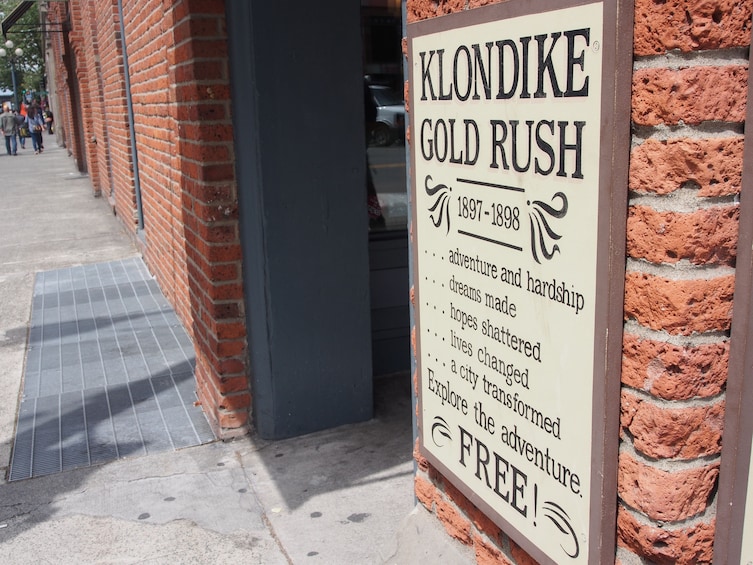 KLONDIKE
GOLD RUSH
1897-1898
. . . adventure and hardship
. . . dreams made
. . . hopes shattered
. . . lives changed
. . . a city transformed
Explore the adventure.
FREE!